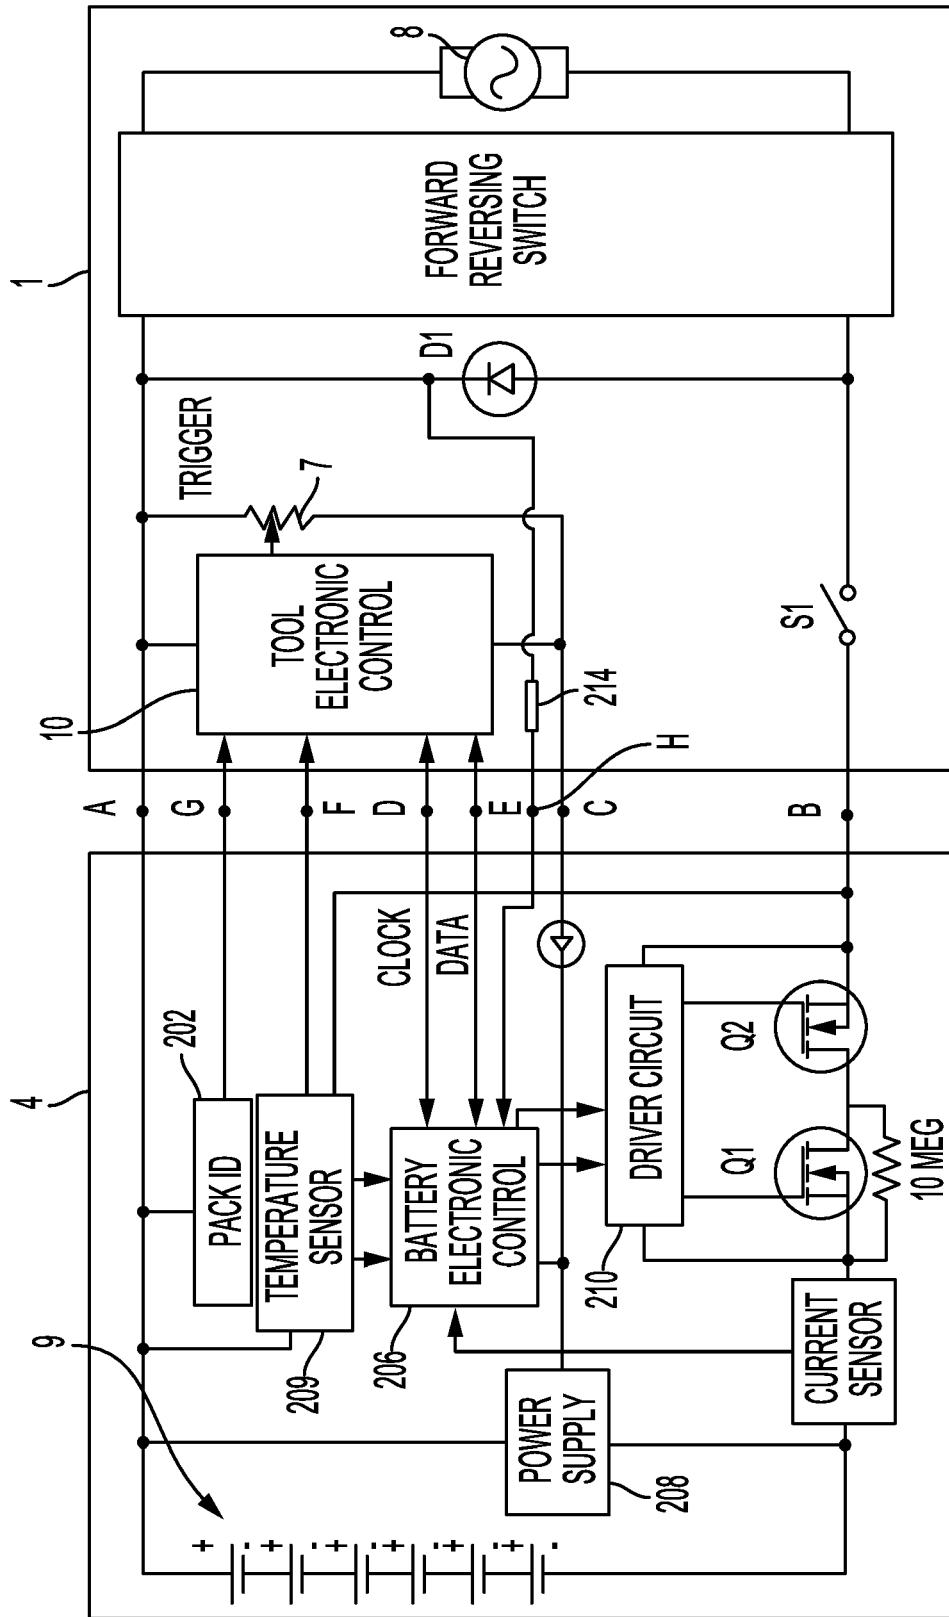 4
1
9
202
PACK ID
TEMPERATURE
SENSOR
209
BATTERY
ELECTRONIC
CONTROL
206
POWER
SUPPLY
208
DRIVER CIRCUIT
210
Q1
Q2
10 MEG
CURRENT
SENSOR
CLOCK
DATA
A
G
F
D
E
H
C
B
10
TOOL
ELECTRONIC
CONTROL
TRIGGER
7
214
D1
S1
FORWARD
REVERSING
SWITCH
8
+
-
+
-
+
-
+
-
+
-
+
-